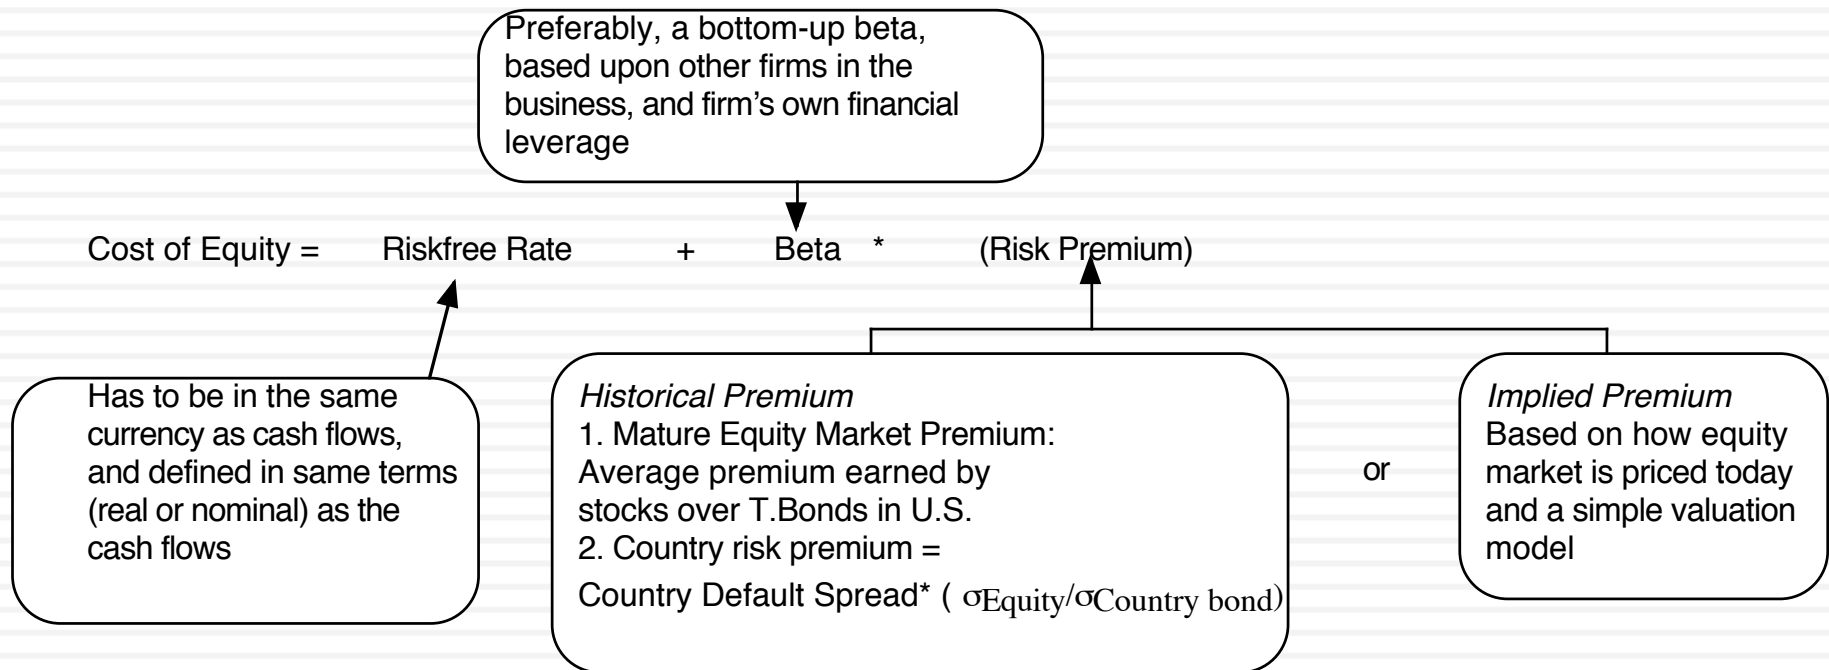 Preferably, a bottom-up beta,
based upon other firms in the
business, and firm’s own financial
leverage
Cost of Equity = Riskfree Rate + Beta * (Risk Premium)
Has to be in the same
currency as cash flows,
and defined in same terms
(real or nominal) as the
cash flows
Historical Premium
1. Mature Equity Market Premium:
Average premium earned by
stocks over T.Bonds in U.S.
2. Country risk premium =
Country Default Spread* ( σEquity/σCountry bond)
or
Implied Premium
Based on how equity
market is priced today
and a simple valuation
model